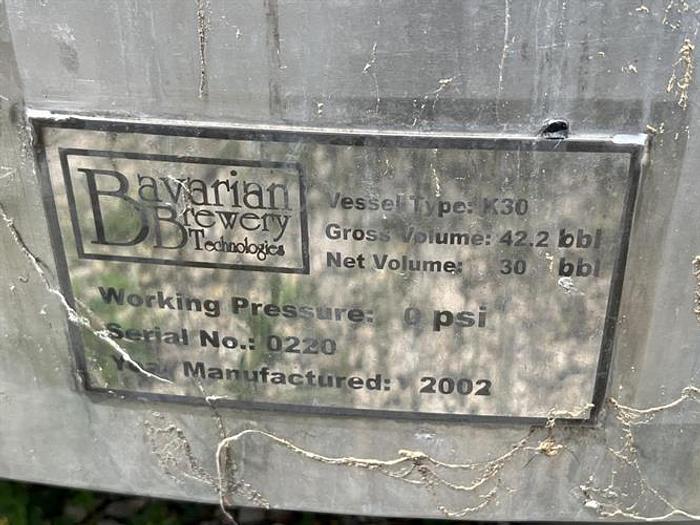 Bavarian
Brewery
Technologies
Vessel Type: K30
Gross Volume: 42.2 bbl
Net Volume: 30 bbl
Working Pressure: 0 psi
Serial No.: 0220
Year Manufactured: 2002